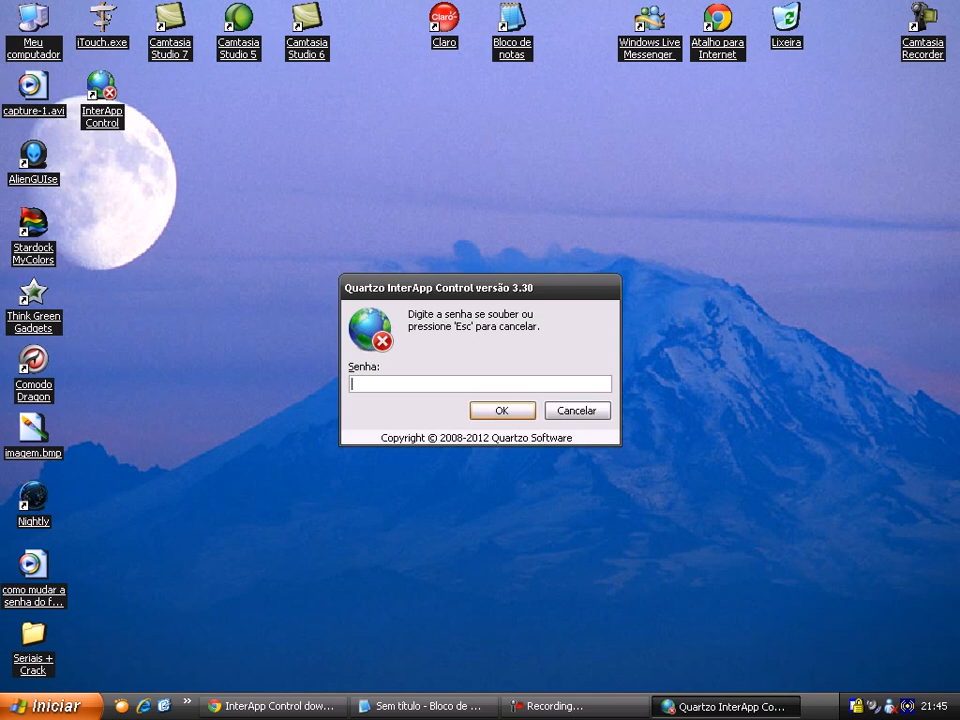 Meu
computador
iTouch.exe
Camtasia
Studio 7
Camtasia
Studio 5
Camtasia
Studio 6
Claro
Claro
Bloco de
notas
Windows Live
Messenger
Atalho para
Internet
Lixeira
Camtasia
Recorder
capture-1.avi
InterApp
Control
AlienGUIse
Stardock
MyColors
Think Green
Gadgets
Comodo
Dragon
imagem.bmp
Nightly
como mudar a
senha do f...
Seriais +
Crack
Quartzo InterApp Control versão 3.30
Digite a senha se souber ou
pressione 'Esc' para cancelar.
Senha:
OK
Cancelar
Copyright © 2008-2012 Quartzo Software
Iniciar
InterApp Control dow...
Sem título - Bloco de ...
Recording...
Quartzo InterApp Co...
21:45